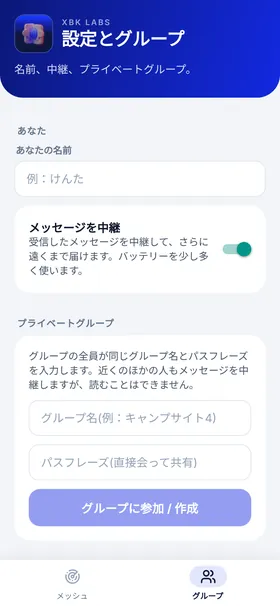 XBK LABS
設定とグループ
名前、中継、プライベートグループ。
あなた
あなたの名前
例：けんた
メッセージを中継
受信したメッセージを中継して、さらに
遠くまで届けます。バッテリーを少し多
く使います。
プライベートグループ
グループの全員が同じグループ名とパスフレーズ
を入力します。近くのほかの人もメッセージを中
継しますが、読むことはできません。
グループ名(例：キャンプサイト4)
パスフレーズ(直接会って共有)
グループに参加 / 作成
メッシュ
グループ